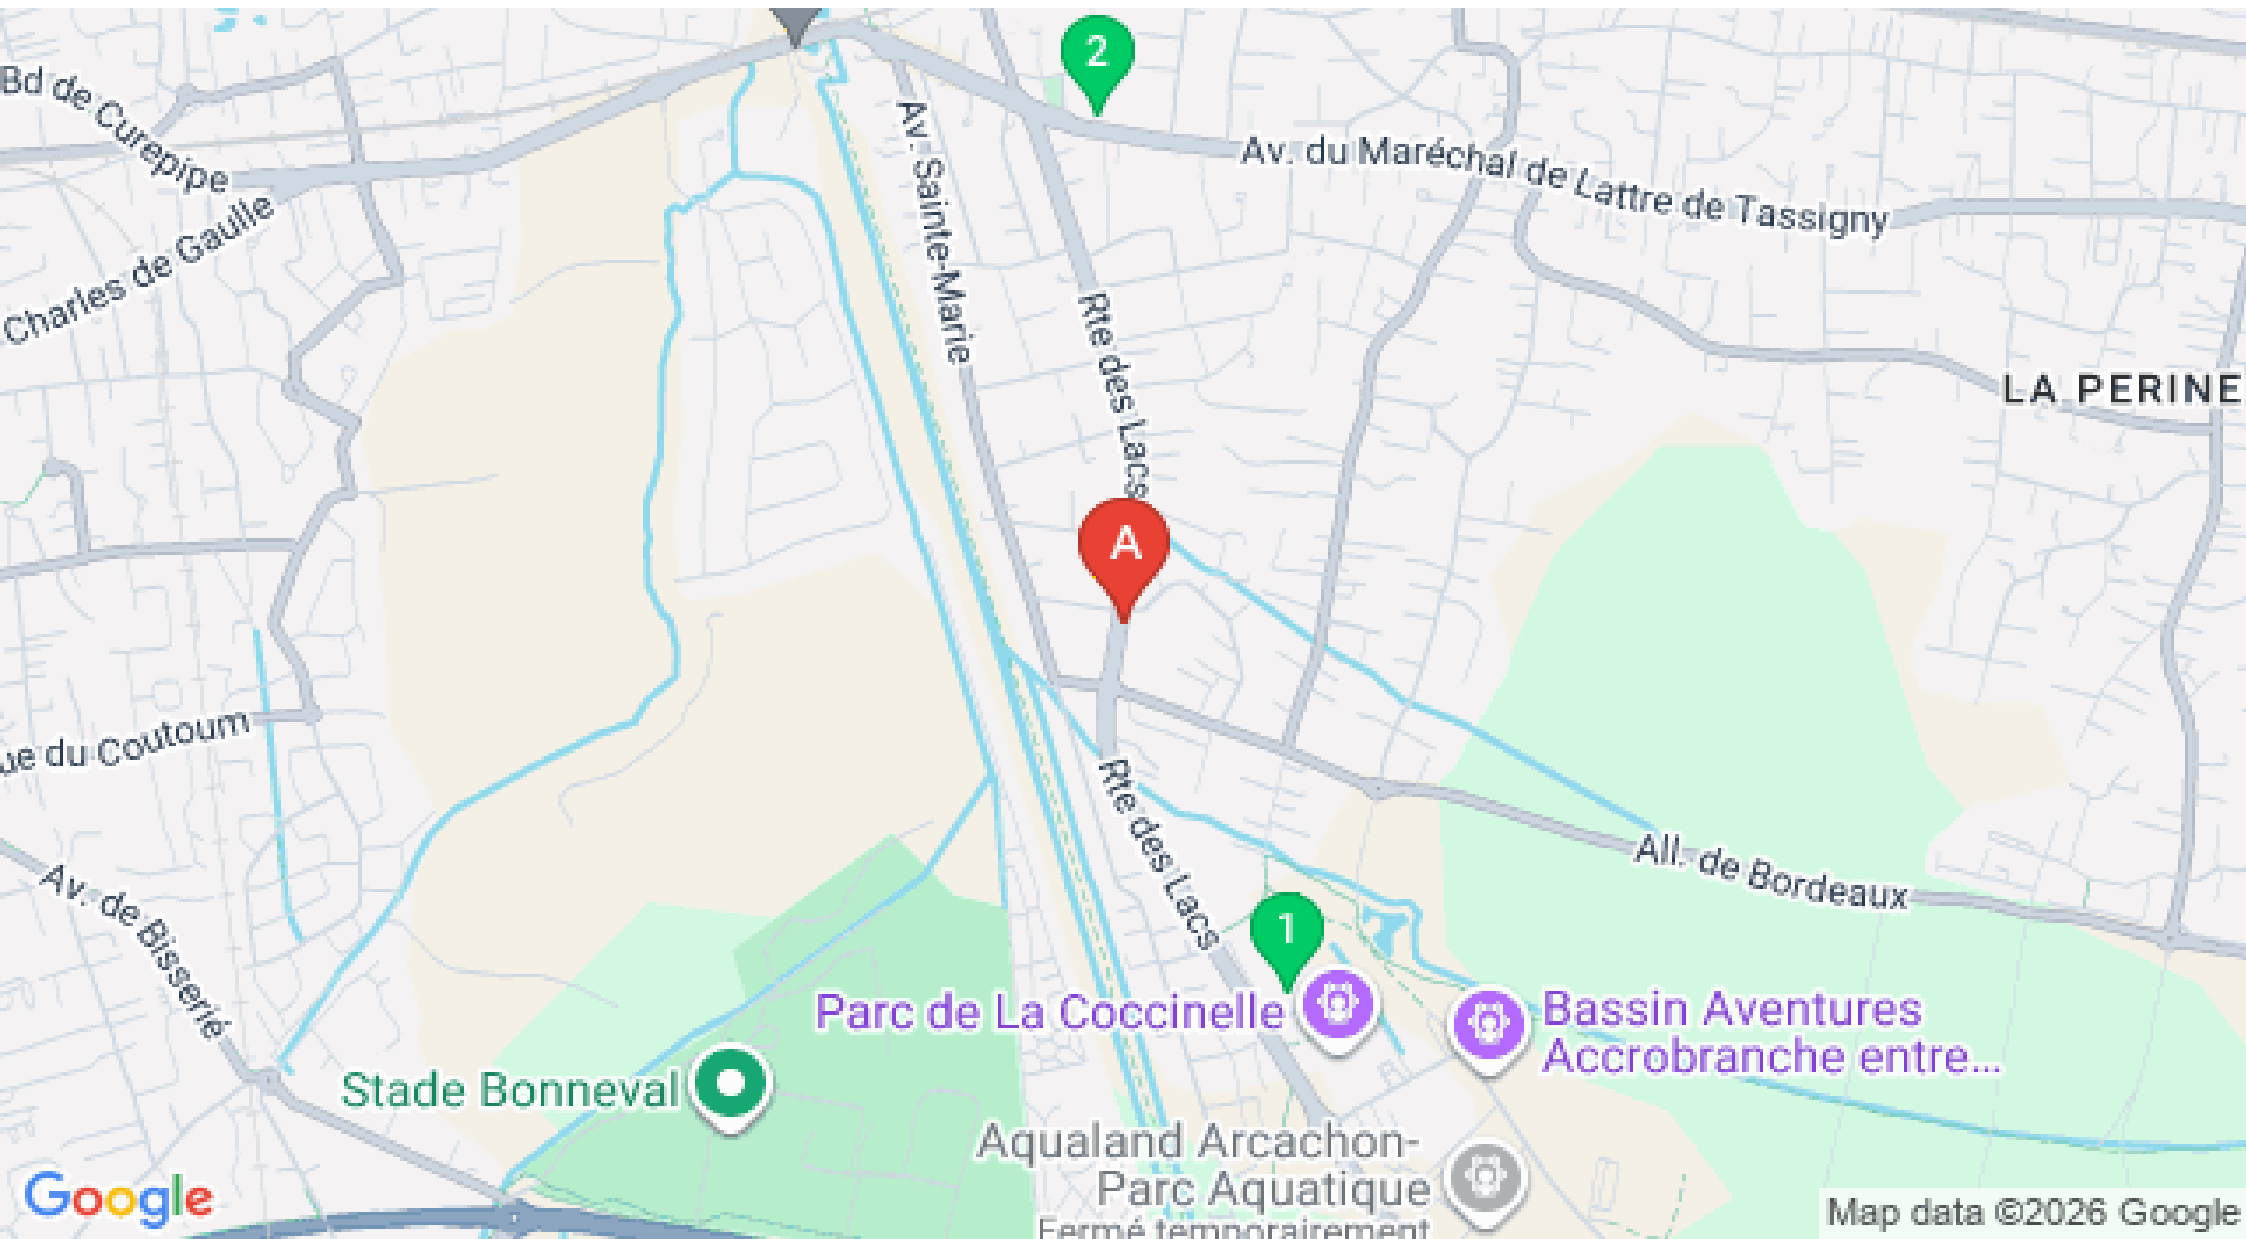 2
Bd de Curepipe
Av. du Maréchal de Lattre de Tassigny
Av. Sainte-Marie
Charles de Gaulle
Rte des Lacs
LA PERINE
A
ue du Coutoum
Rte des Lacs
All. de Bordeaux
Av. de Bisserié
1
Parc de La Coccinelle
Bassin Aventures
Accrobranche entre...
Stade Bonneval
Aqualand Arcachon-
Parc Aquatique
Fermé temporairement
Google
Map data ©2026 Google